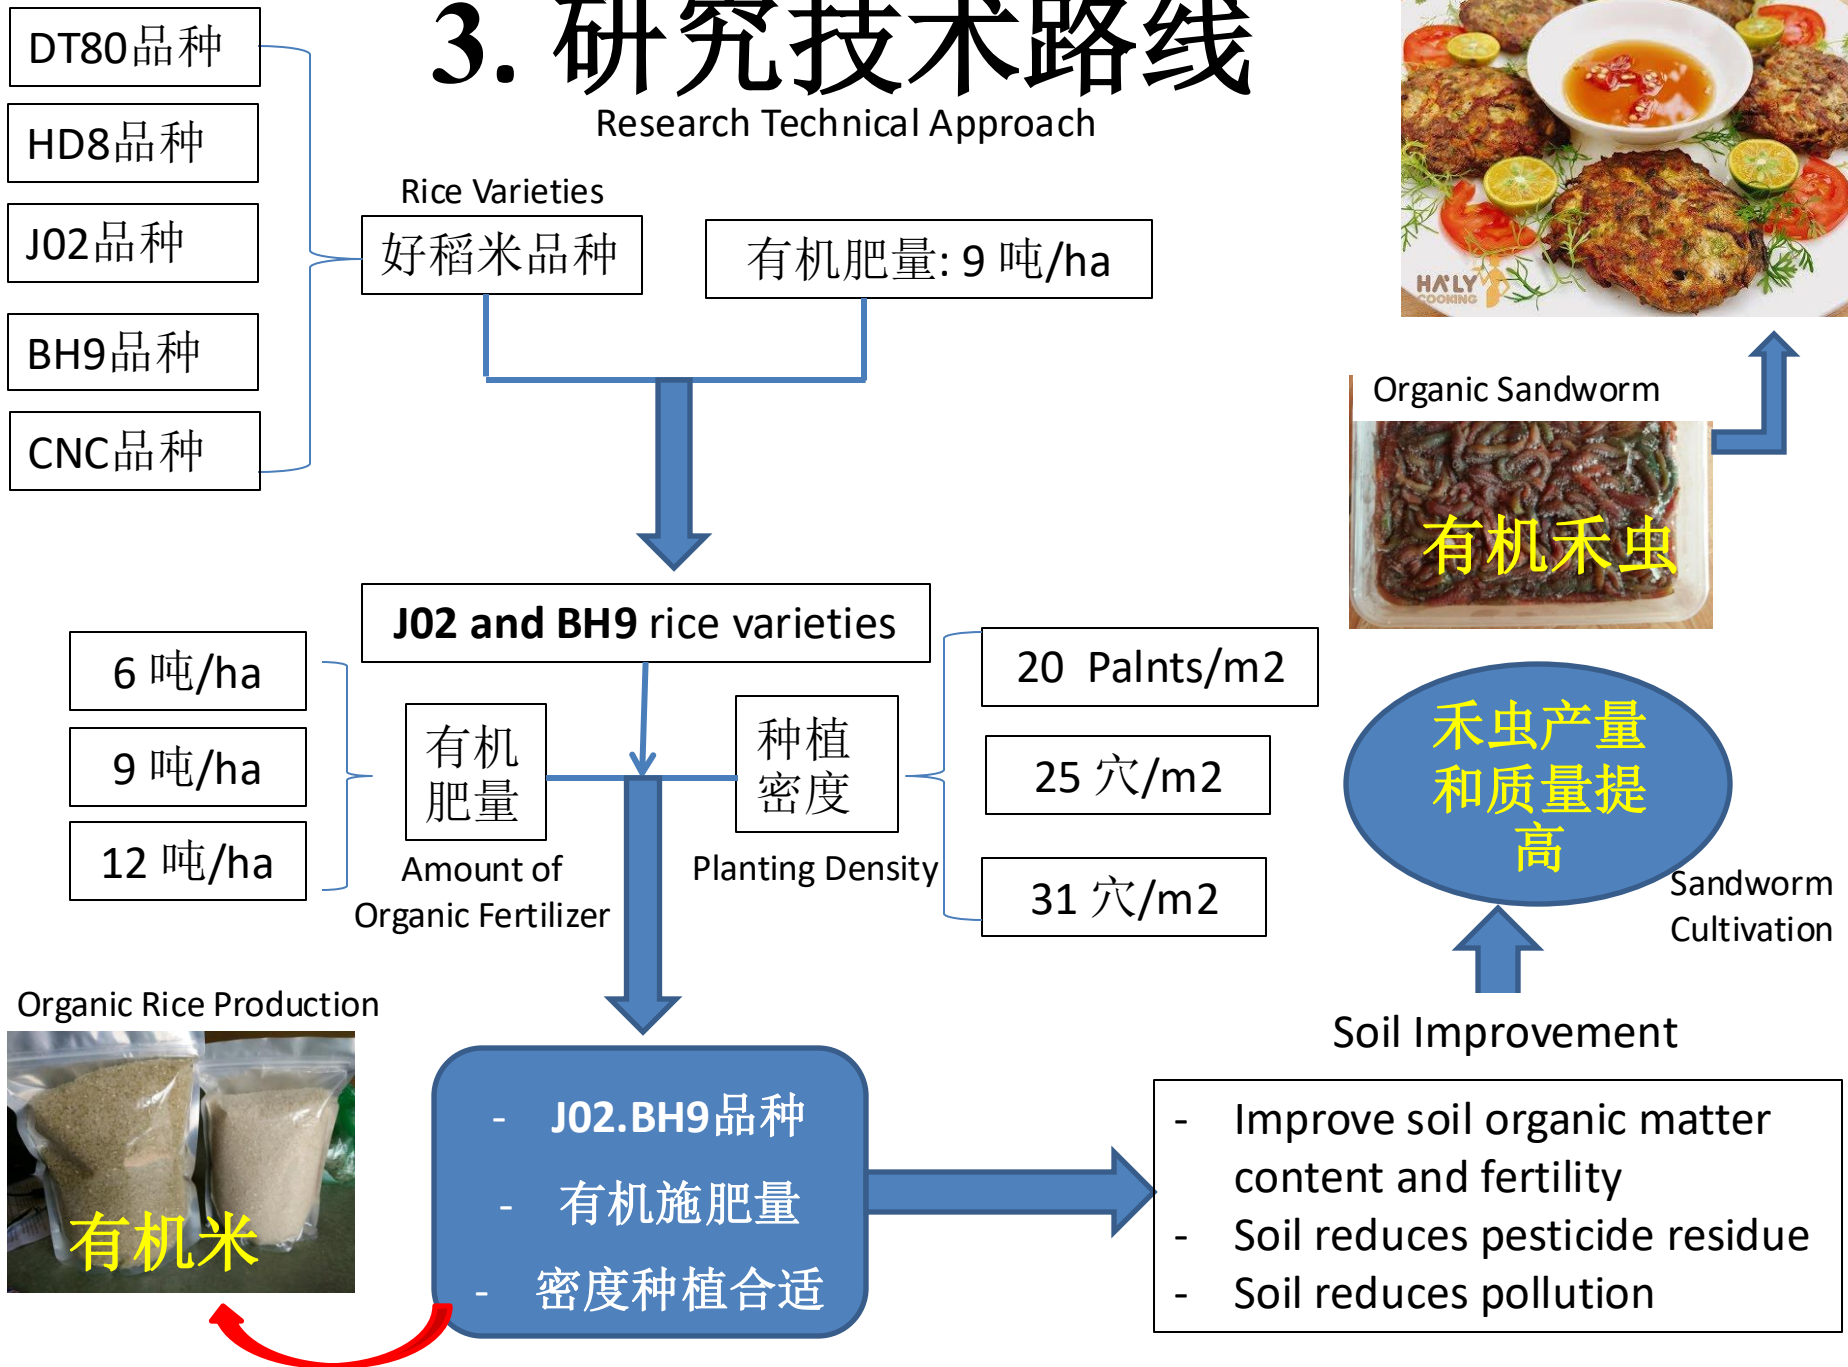 3. 研究技术路线
Research Technical Approach
DT80品种
HD8品种
J02品种
BH9品种
CNC品种
Rice Varieties
好稻米品种
有机肥量: 9 吨/ha
HÀ LY
COOKING
Organic Sandworm
有机禾虫
J02 and BH9 rice varieties
6 吨/ha
9 吨/ha
12 吨/ha
有机
肥量
Amount of
Organic Fertilizer
种植
密度
Planting Density
20 Palnts/m2
25 穴/m2
31 穴/m2
禾虫产量
和质量提
高
Sandworm
Cultivation
Organic Rice Production
有机米
- J02.BH9品种
- 有机施肥量
- 密度种植合适
Soil Improvement
- Improve soil organic matter
content and fertility
- Soil reduces pesticide residue
- Soil reduces pollution